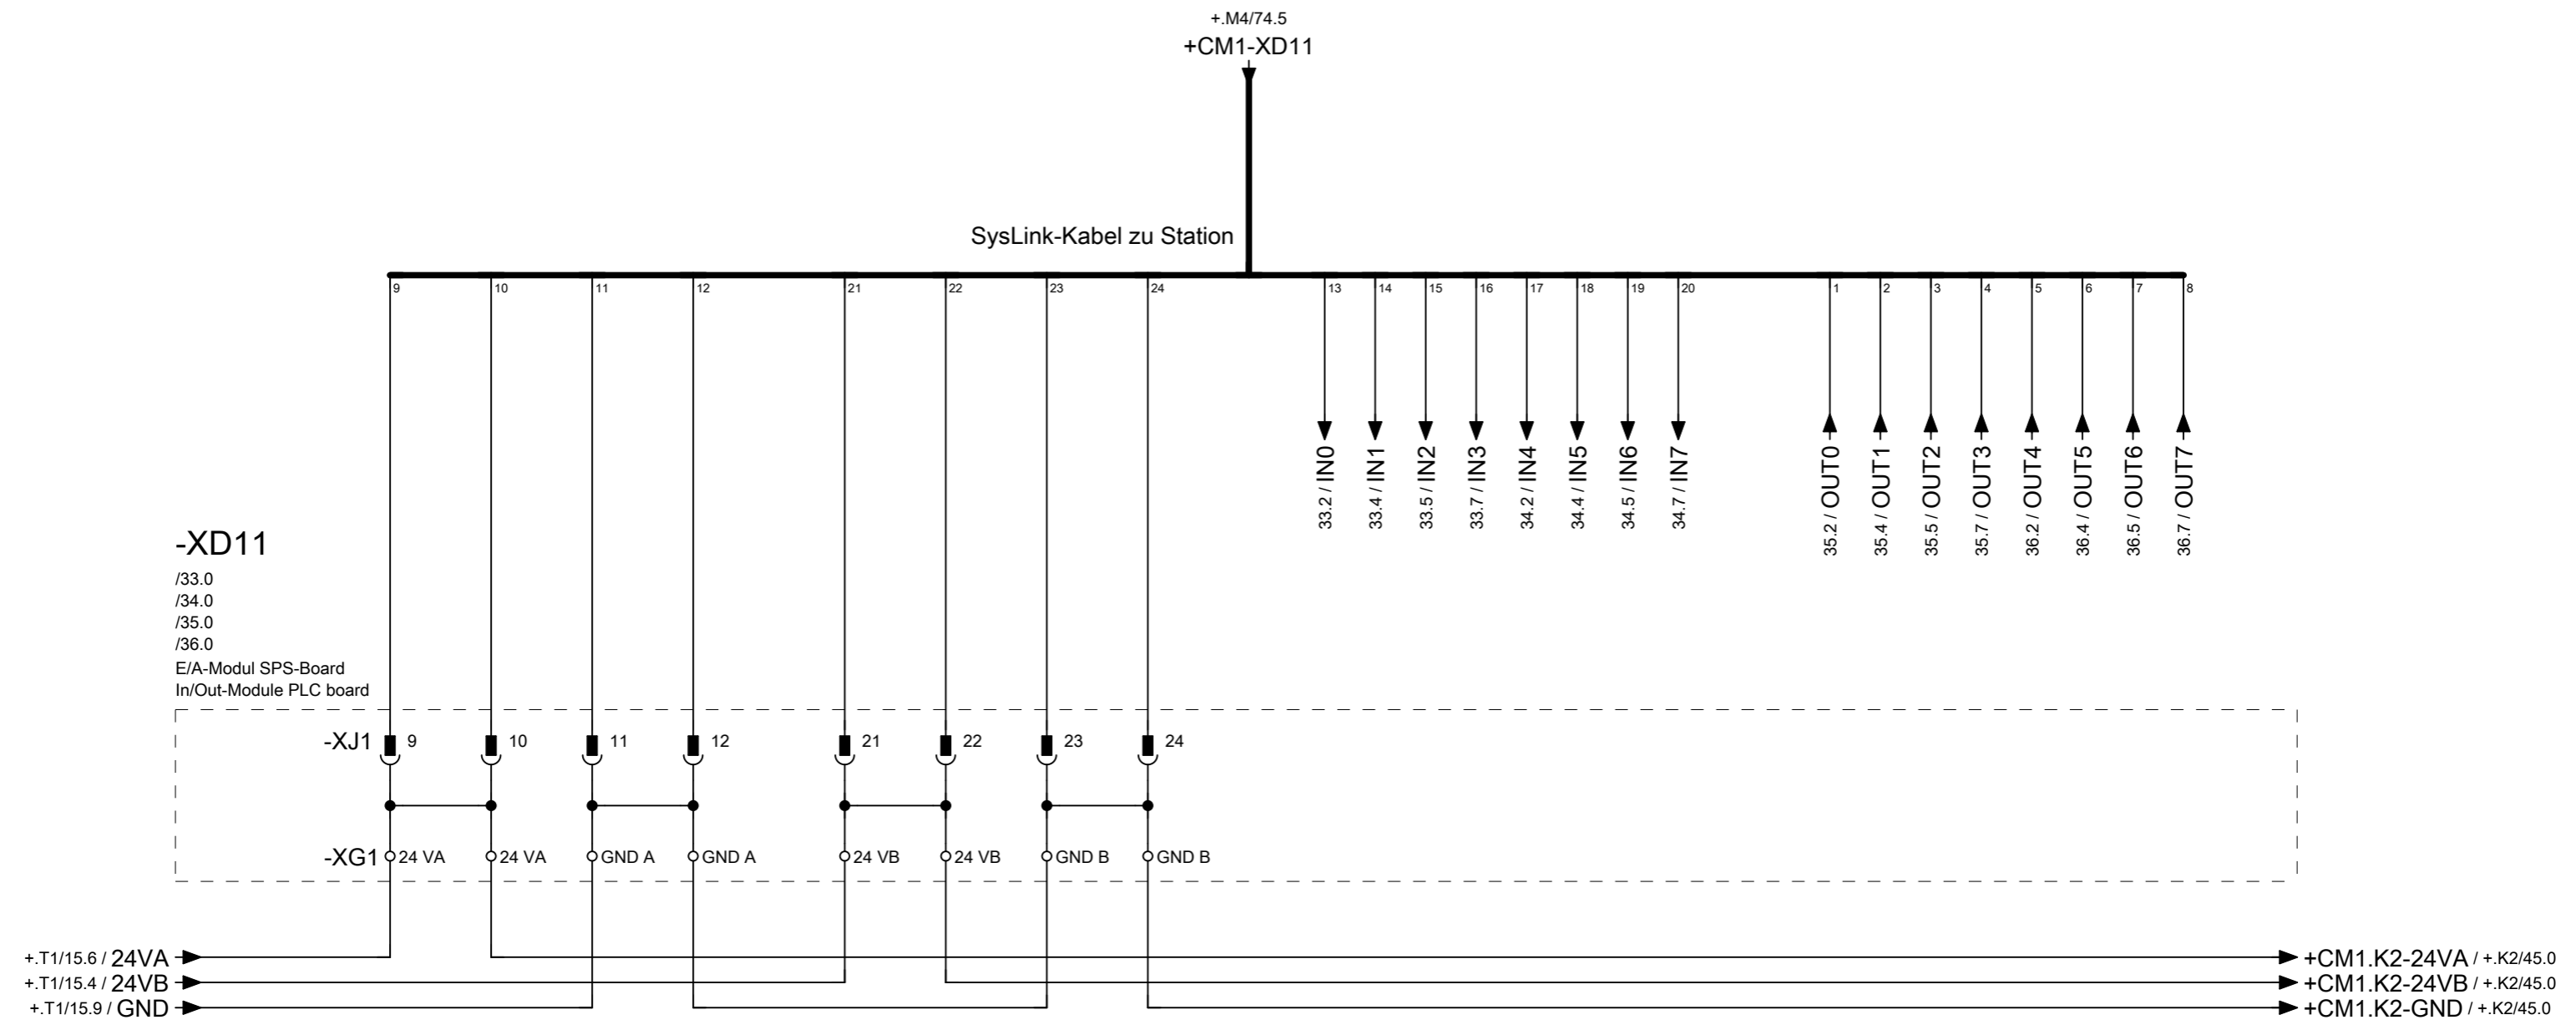 +.M4/74.5
+CM1-XD11
SysLink-Kabel zu Station
9 10 11 12 21 22 23 24 13 14 15 16 17 18 19 20 1 2 3 4 5 6 7 8
33.2 / IN0
33.4 / IN1
33.5 / IN2
33.7 / IN3
34.2 / IN4
34.4 / IN5
34.5 / IN6
34.7 / IN7
35.2 / OUT0
35.4 / OUT1
35.5 / OUT2
35.7 / OUT3
36.2 / OUT4
36.4 / OUT5
36.5 / OUT6
36.7 / OUT7
-XD11
/33.0
/34.0
/35.0
/36.0
E/A-Modul SPS-Board
In/Out-Module PLC board
-XJ1 9 10 11 12 21 22 23 24
-XG1 24 VA 24 VA GND A GND A 24 VB 24 VB GND B GND B
+.T1/15.6 / 24VA
+CM1.K2-24VA / +.K2/45.0
+.T1/15.4 / 24VB
+CM1.K2-24VB / +.K2/45.0
+.T1/15.9 / GND
+CM1.K2-GND / +.K2/45.0